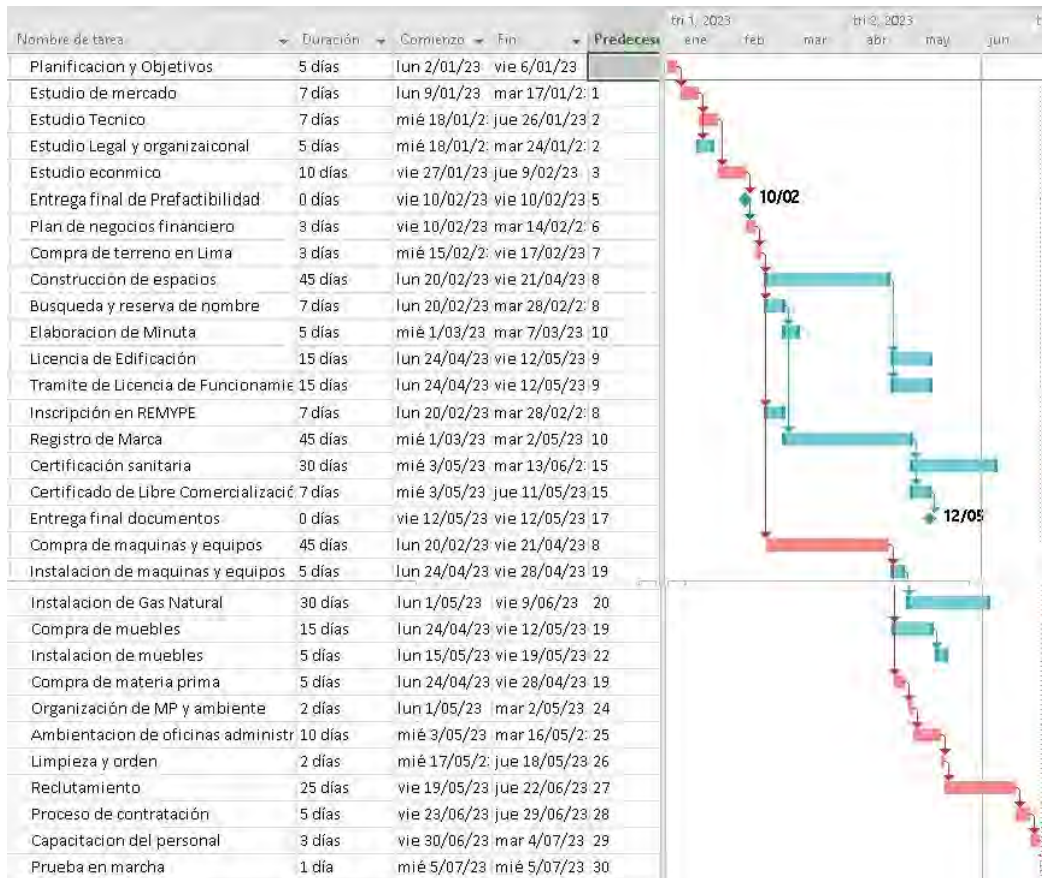 tri 1, 2023 tri 2, 2023
Nombre de tarea Duración Comienzo Fin Predeceso ene feb mar abr may jun
Planificacion y Objetivos 5 días lun 2/01/23 vie 6/01/23
Estudio de mercado 7 días lun 9/01/23 mar 17/01/2: 1
Estudio Tecnico 7 días mié 18/01/2: jue 26/01/23 2
Estudio Legal y organizaiconal 5 días mié 18/01/2: mar 24/01/2: 2
Estudio econmico 10 días vie 27/01/23 jue 9/02/23 3
Entrega final de Prefactibilidad 0 días vie 10/02/23 vie 10/02/23 5 10/02
Plan de negocios financiero 3 días vie 10/02/23 mar 14/02/2: 6
Compra de terreno en Lima 3 días mié 15/02/2: vie 17/02/23 7
Construcción de espacios 45 días lun 20/02/23 vie 21/04/23 8
Busqueda y reserva de nombre 7 días lun 20/02/23 mar 28/02/2: 8
Elaboracion de Minuta 5 días mié 1/03/23 mar 7/03/23 10
Licencia de Edificación 15 días lun 24/04/23 vie 12/05/23 9
Tramite de Licencia de Funcionamie 15 días lun 24/04/23 vie 12/05/23 9
Inscripción en REMYPE 7 días lun 20/02/23 mar 28/02/2: 8
Registro de Marca 45 días mié 1/03/23 mar 2/05/23 10
Certificación sanitaria 30 días mié 3/05/23 mar 13/06/2: 15
Certificado de Libre Comercializació 7 días mié 3/05/23 jue 11/05/23 15
Entrega final documentos 0 días vie 12/05/23 vie 12/05/23 17 12/05
Compra de maquinas y equipos 45 días lun 20/02/23 vie 21/04/23 8
Instalacion de maquinas y equipos 5 días lun 24/04/23 vie 28/04/23 19
Instalacion de Gas Natural 30 días lun 1/05/23 vie 9/06/23 20
Compra de muebles 15 días lun 24/04/23 vie 12/05/23 19
Instalacion de muebles 5 días lun 15/05/23 vie 19/05/23 22
Compra de materia prima 5 días lun 24/04/23 vie 28/04/23 19
Organización de MP y ambiente 2 días lun 1/05/23 mar 2/05/23 24
Ambientacion de oficinas administr 10 días mié 3/05/23 mar 16/05/2: 25
Limpieza y orden 2 días mié 17/05/2: jue 18/05/23 26
Reclutamiento 25 días vie 19/05/23 jue 22/06/23 27
Proceso de contratación 5 días vie 23/06/23 jue 29/06/23 28
Capacitacion del personal 3 días vie 30/06/23 mar 4/07/23 29
Prueba en marcha 1 día mié 5/07/23 mié 5/07/23 30